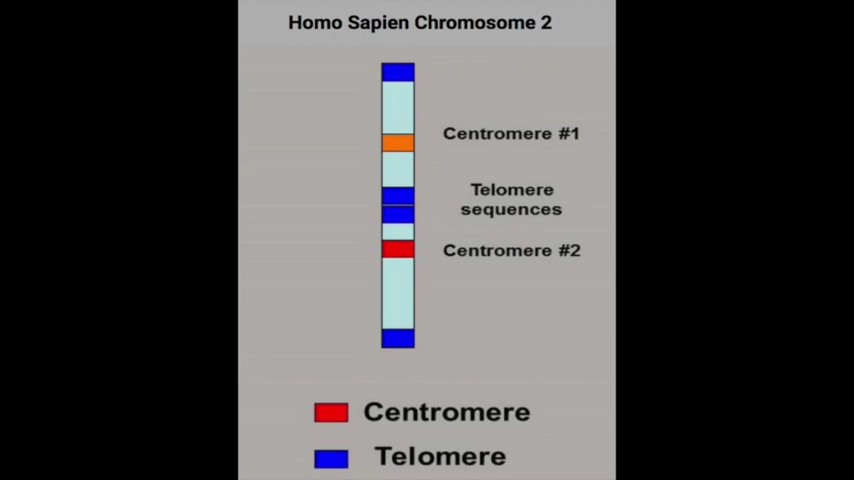 Homo Sapien Chromosome 2
Centromere #1
Telomere
sequences
Centromere #2
Centromere
Telomere